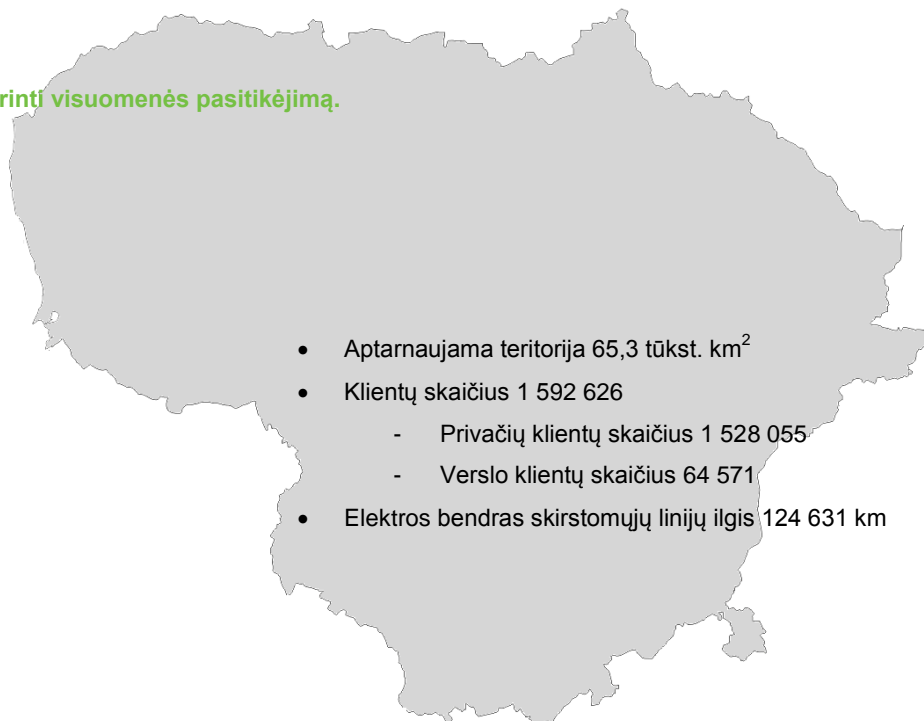 visuomenės pasitikėjimą.
• Aptarnaujama teritorija 65,3 tūkst. km²
• Klientų skaičius 1 592 626
- Privačių klientų skaičius 1 528 055
- Verslo klientų skaičius 64 571
• Elektros bendras skirstomųjų linijų ilgis 124 631 km